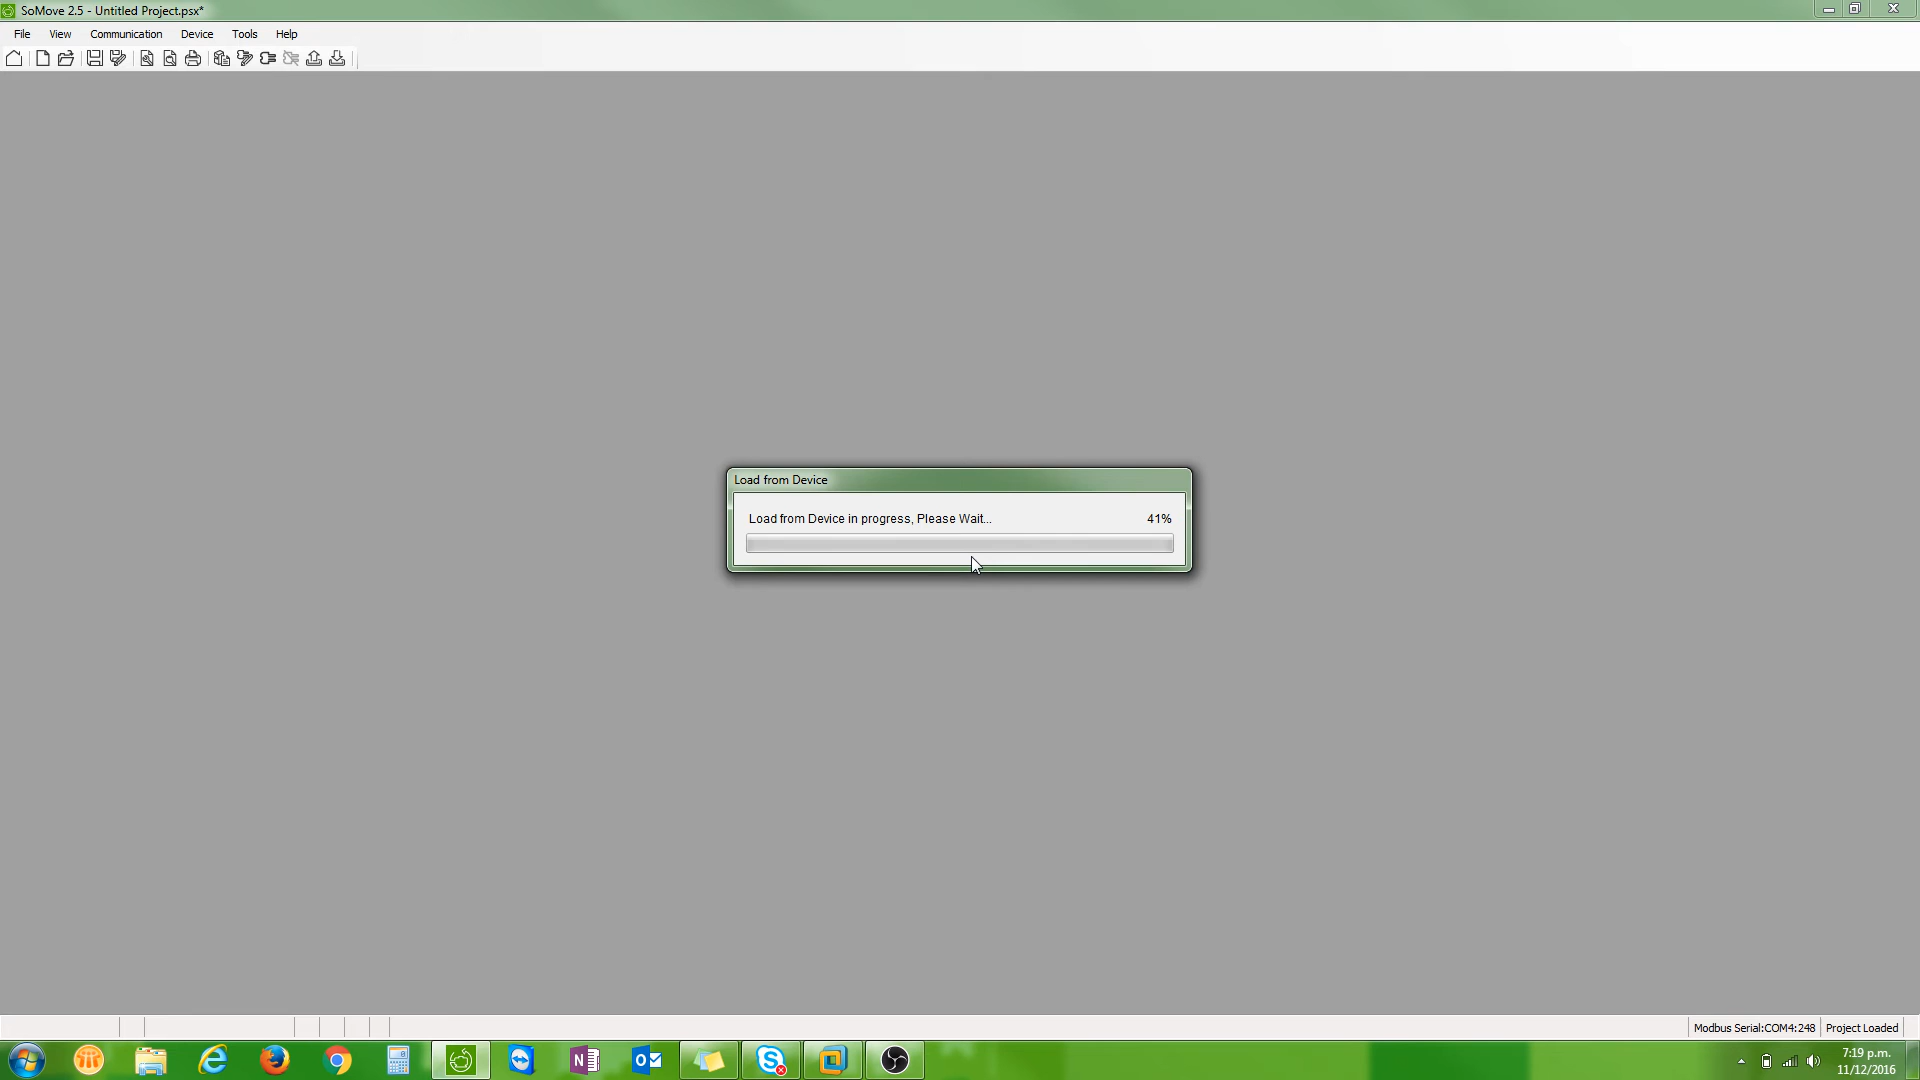 SoMove 2.5 - Untitled Project.psx*
File View Communication Device Tools Help
Load from Device
Load from Device in progress, Please Wait... 41%
Modbus Serial:COM4:248 Project Loaded
7:19 p.m.
11/12/2016